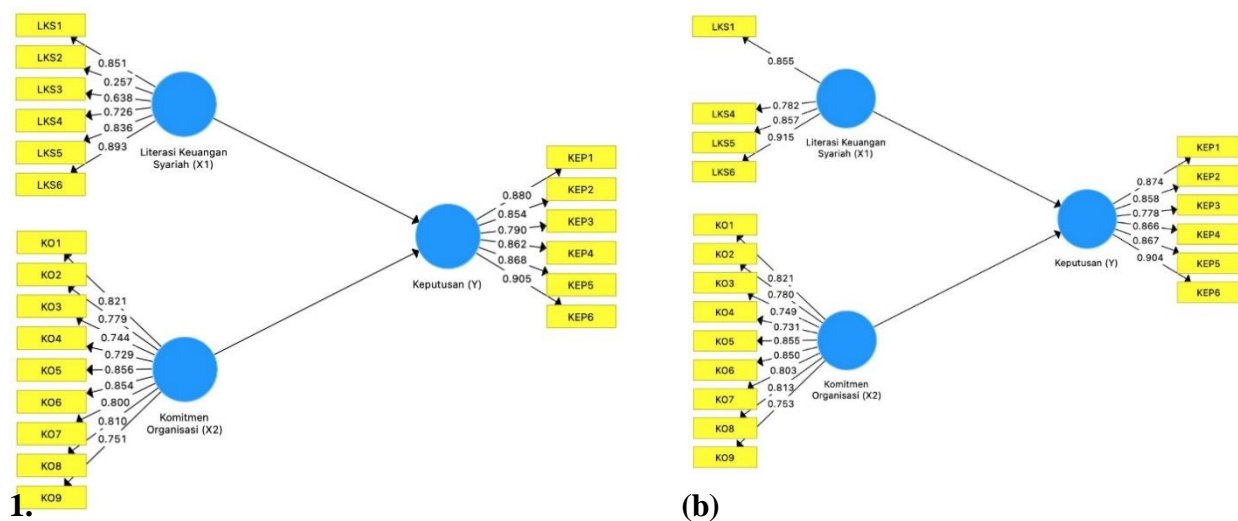 LKS1
LKS2
LKS3
LKS4
LKS5
LKS6
0.851
0.257
0.638
0.726
0.836
0.893
Literasi Keuangan
Syariah (X1)
KO1
KO2
KO3
KO4
KO5
KO6
KO7
KO8
KO9
0.821
0.779
0.744
0.729
0.856
0.854
0.800
0.810
0.751
Komitmen
Organisasi (X2)
Keputusan (Y)
0.880
0.854
0.790
0.862
0.868
0.905
KEP1
KEP2
KEP3
KEP4
KEP5
KEP6
1.
LKS1
LKS4
LKS5
LKS6
0.855
0.782
0.857
0.915
Literasi Keuangan
Syariah (X1)
KO1
KO2
KO3
KO4
KO5
KO6
KO7
KO8
KO9
0.821
0.780
0.749
0.731
0.855
0.850
0.803
0.813
0.753
Komitmen
Organisasi (X2)
Keputusan (Y)
0.874
0.858
0.778
0.866
0.867
0.904
KEP1
KEP2
KEP3
KEP4
KEP5
KEP6
(b)